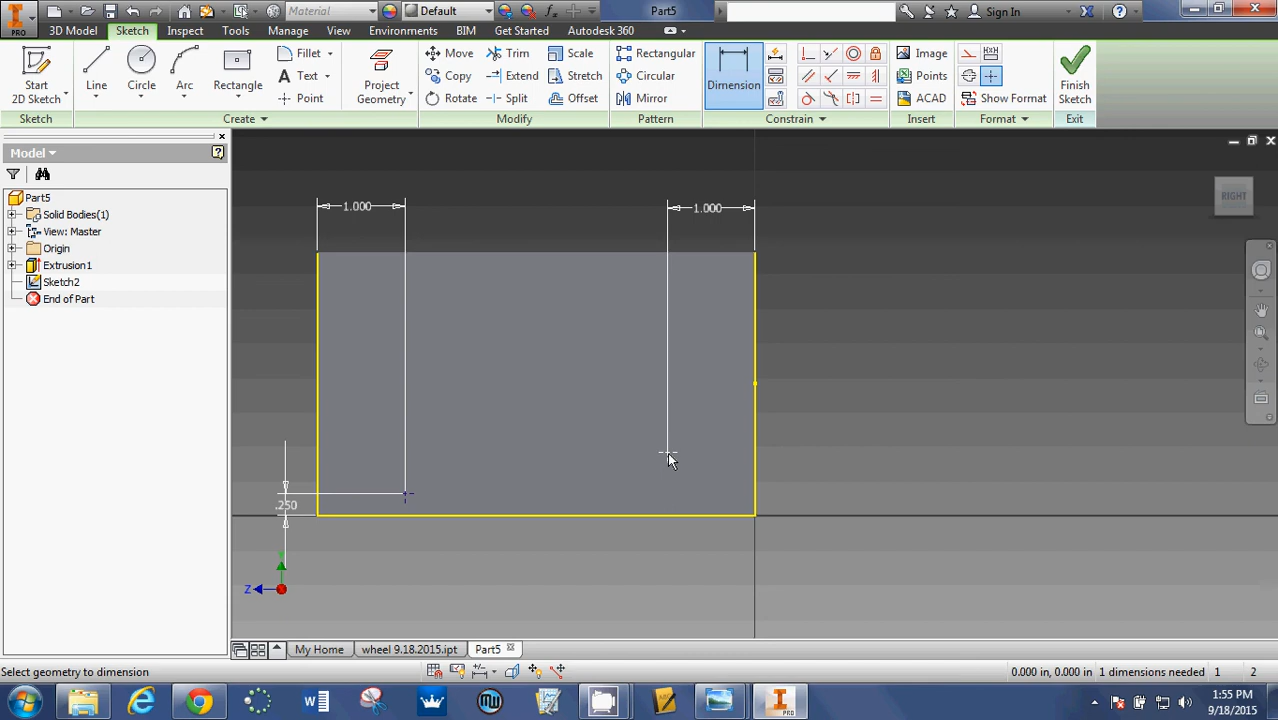 Material
Default
Part5
Sign In
PRO
3D Model
Sketch
Inspect
Tools
Manage
View
Environments
BIM
Get Started
Autodesk 360
Start
2D Sketch
Line
Circle
Arc
Rectangle
Fillet
Text
Point
Project
Geometry
Move
Copy
Rotate
Trim
Extend
Split
Scale
Stretch
Offset
Rectangular
Circular
Mirror
Dimension
Image
Points
ACAD
Show Format
Finish
Sketch
Sketch
Create
Modify
Pattern
Constrain
Insert
Format
Exit
Model
Part5
Solid Bodies(1)
View: Master
Origin
Extrusion1
Sketch2
End of Part
1.000
1.000
RIGHT
.250
Y
Z
My Home
wheel 9.18.2015.ipt
Part5
Select geometry to dimension
0.000 in, 0.000 in
1 dimensions needed
1
2
PRO
1:55 PM
9/18/2015